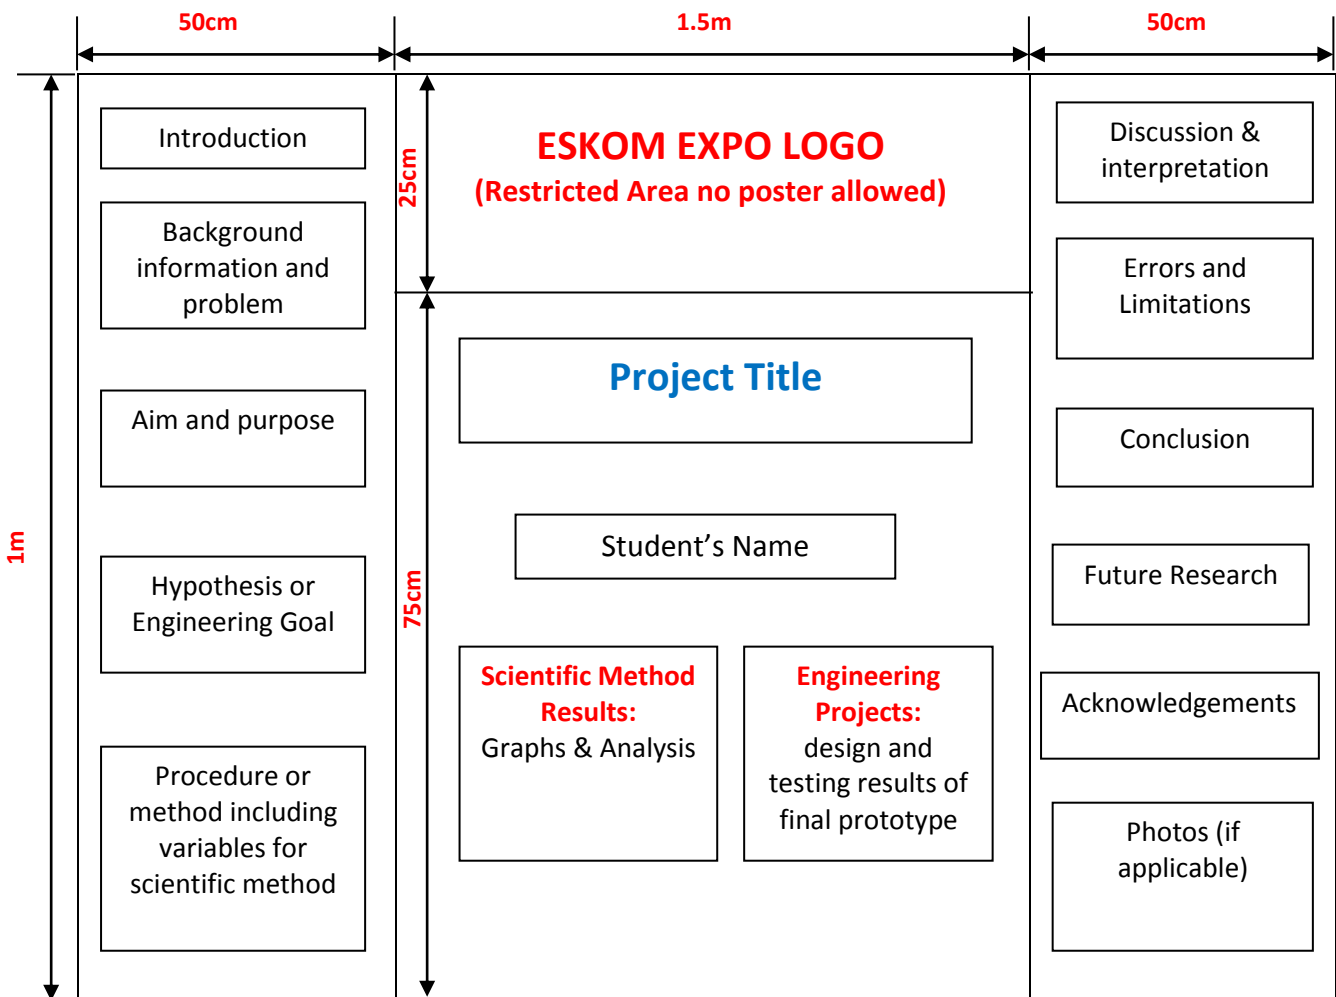 50cm
1.5m
50cm
1m
Introduction
Background
information and
problem
Aim and purpose
Hypothesis or
Engineering Goal
Procedure or
method including
variables for
scientific method
25cm
ESKOM EXPO LOGO
(Restricted Area no poster allowed)
75cm
Project Title
Student’s Name
Scientific Method
Results:
Graphs & Analysis
Engineering
Projects:
design and
testing results of
final prototype
Discussion &
interpretation
Errors and
Limitations
Conclusion
Future Research
Acknowledgements
Photos (if
applicable)